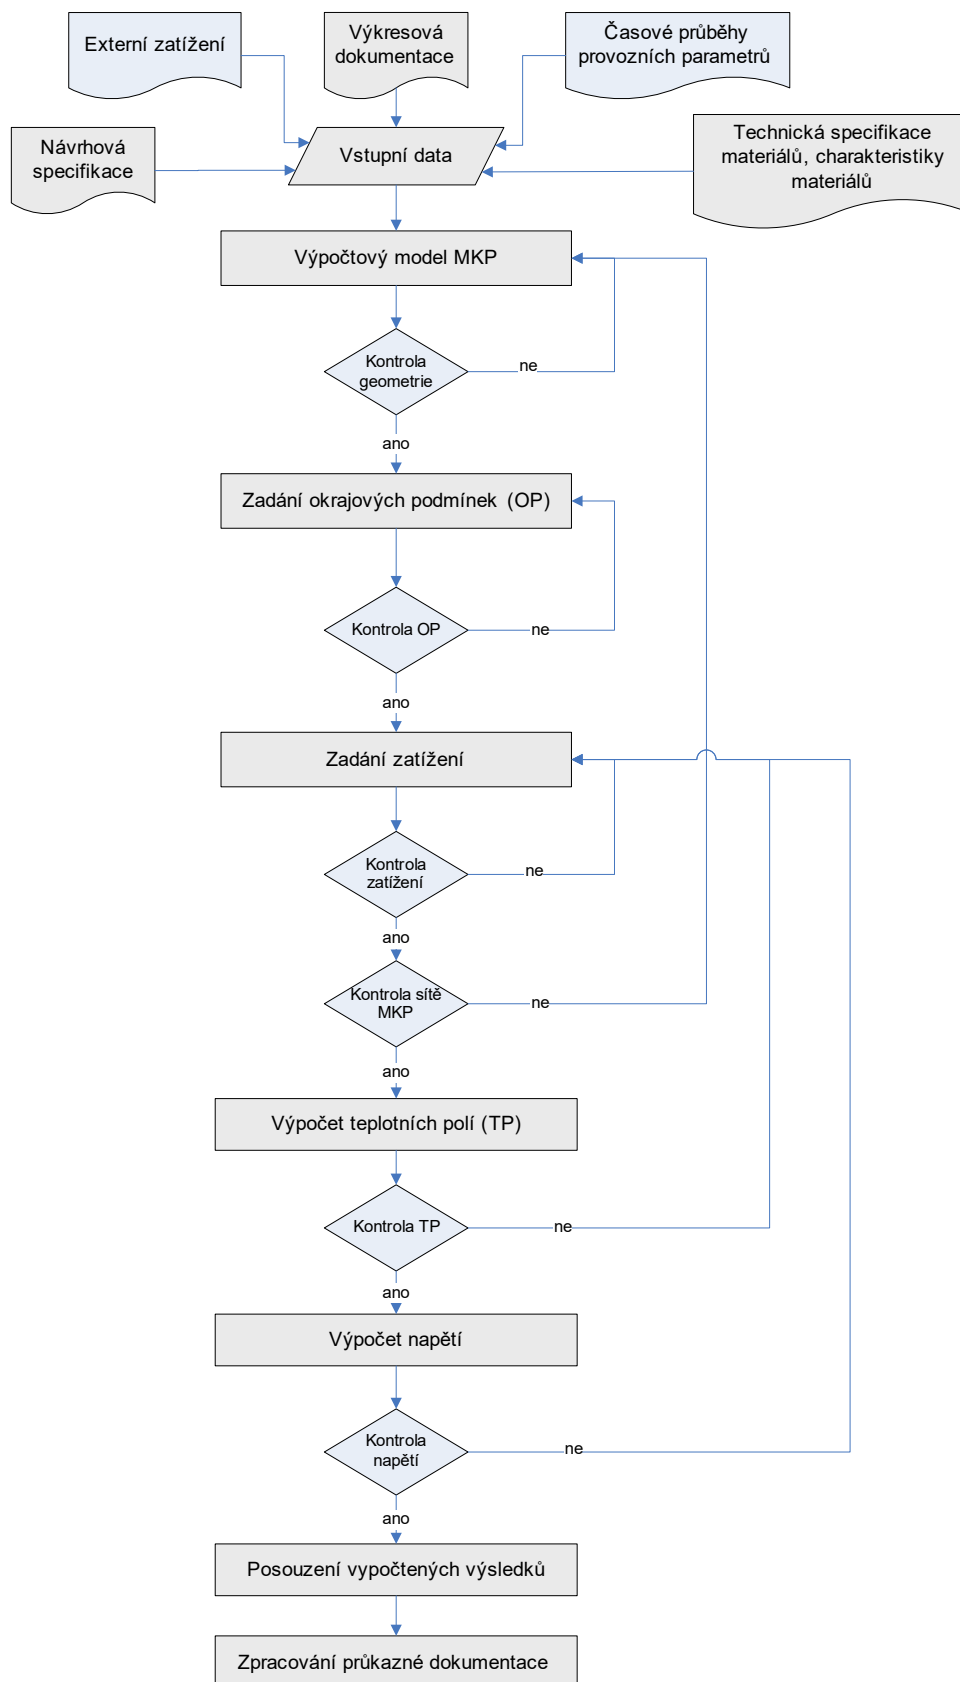 Externí zatížení
Výkresová
dokumentace
Časové průběhy
provozních parametrů
Návrhová
specifikace
Vstupní data
Technická specifikace
materiálů, charakteristiky
materiálů
Výpočtový model MKP
Kontrola
geometrie
ne
ano
Zadání okrajových podmínek (OP)
Kontrola OP
ne
ano
Zadání zatížení
Kontrola
zatížení
ne
ano
Kontrola sítě
MKP
ne
ano
Výpočet teplotních polí (TP)
Kontrola TP
ne
ano
Výpočet napětí
Kontrola
napětí
ne
ano
Posouzení vypočtených výsledků
Zpracování průkazné dokumentace